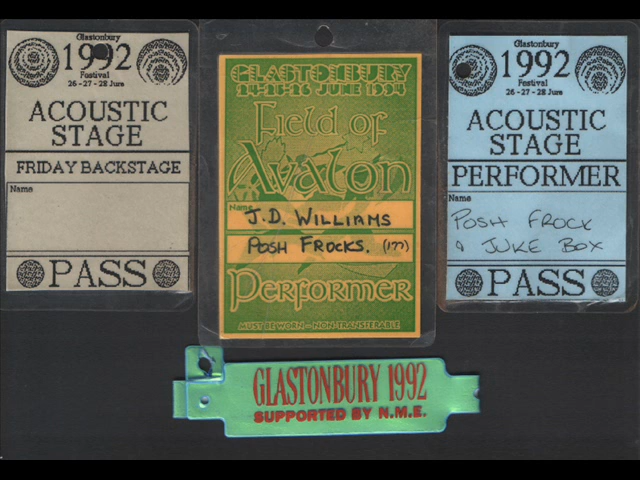 Glastonbury
1992
Festival
26 - 27 - 28 June
ACOUSTIC
STAGE
FRIDAY BACKSTAGE
Name
PASS
GLASTONBURY
24-25-26 JUNE 1994
Field of
Avalon
Name
J.D. WILLIAMS
POSH FROCKS. (177)
Performer
MUST BE WORN - NON-TRANSFERABLE
Glastonbury
1992
Festival
26 - 27 - 28 June
ACOUSTIC
STAGE
PERFORMER
Name
POSH FROCK
& JUKE BOX
PASS
GLASTONBURY 1992
SUPPORTED BY N.M.E.